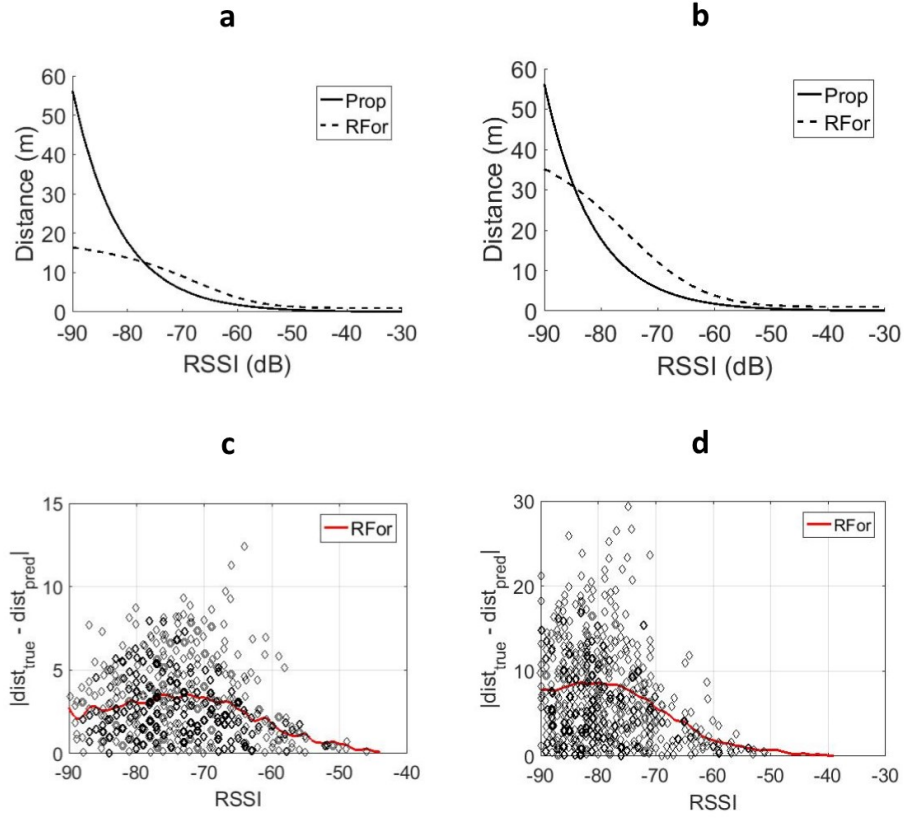 a
60
50
40
30
20
10
0
Distance (m)
Prop
RFor
-90 -80 -70 -60 -50 -40 -30
RSSI (dB)
b
60
50
40
30
20
10
0
Distance (m)
Prop
RFor
-90 -80 -70 -60 -50 -40 -30
RSSI (dB)
c
15
10
5
0
|dist_true - dist_pred|
RFor
-90 -80 -70 -60 -50 -40
RSSI
d
30
20
10
0
|dist_true - dist_pred|
RFor
-90 -80 -70 -60 -50 -40 -30
RSSI